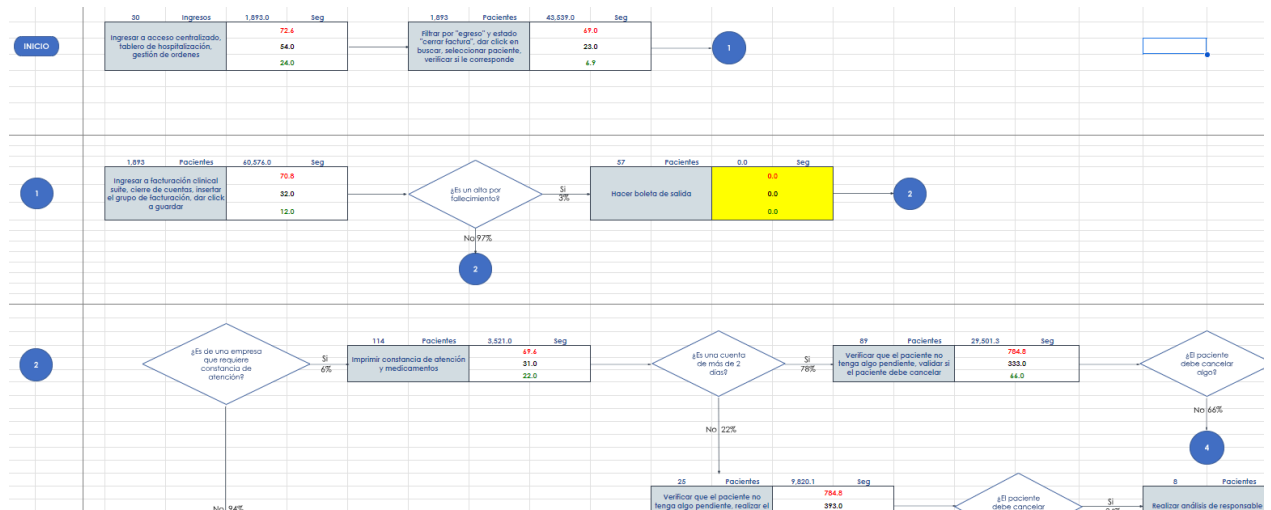 30 Ingresos 1,893.0 Seg
1,893 Pacientes 43,539.0 Seg
INICIO
Ingresar a acceso centralizado,
tablero de hospitalización,
gestión de ordenes
72.6
54.0
24.0
Filtrar por "egreso" y estado
"cerrar factura", dar click en
buscar, seleccionar paciente,
verificar si le corresponde
69.0
23.0
6.9
1
1,893 Pacientes 60,576.0 Seg
57 Pacientes 0.0 Seg
1
Ingresar a facturación clinical
suite, cierre de cuentas, insertar
el grupo de facturación, dar click
a guardar
70.8
32.0
12.0
¿Es un alta por
fallecimiento?
Si
3%
Hacer boleta de salida
0.0
0.0
0.0
2
No 97%
2
2
¿Es de una empresa
que requiere
constancia de
atención?
Si
6%
114 Pacientes 3,521.0 Seg
Imprimir constancia de atención
y medicamentos
69.6
31.0
22.0
¿Es una cuenta
de más de 2
días?
Si
78%
89 Pacientes 29,501.3 Seg
Verificar que el paciente no
tenga algo pendiente, validar si
el paciente debe cancelar
784.8
333.0
66.0
¿El paciente
debe cancelar
algo?
No 66%
4
No 22%
25 Pacientes 9,820.1 Seg
Verificar que el paciente no
tenga algo pendiente, realizar el
784.8
393.0
¿El paciente
debe cancelar
Si
8 Pacientes
Realizar análisis de responsable
No 94%